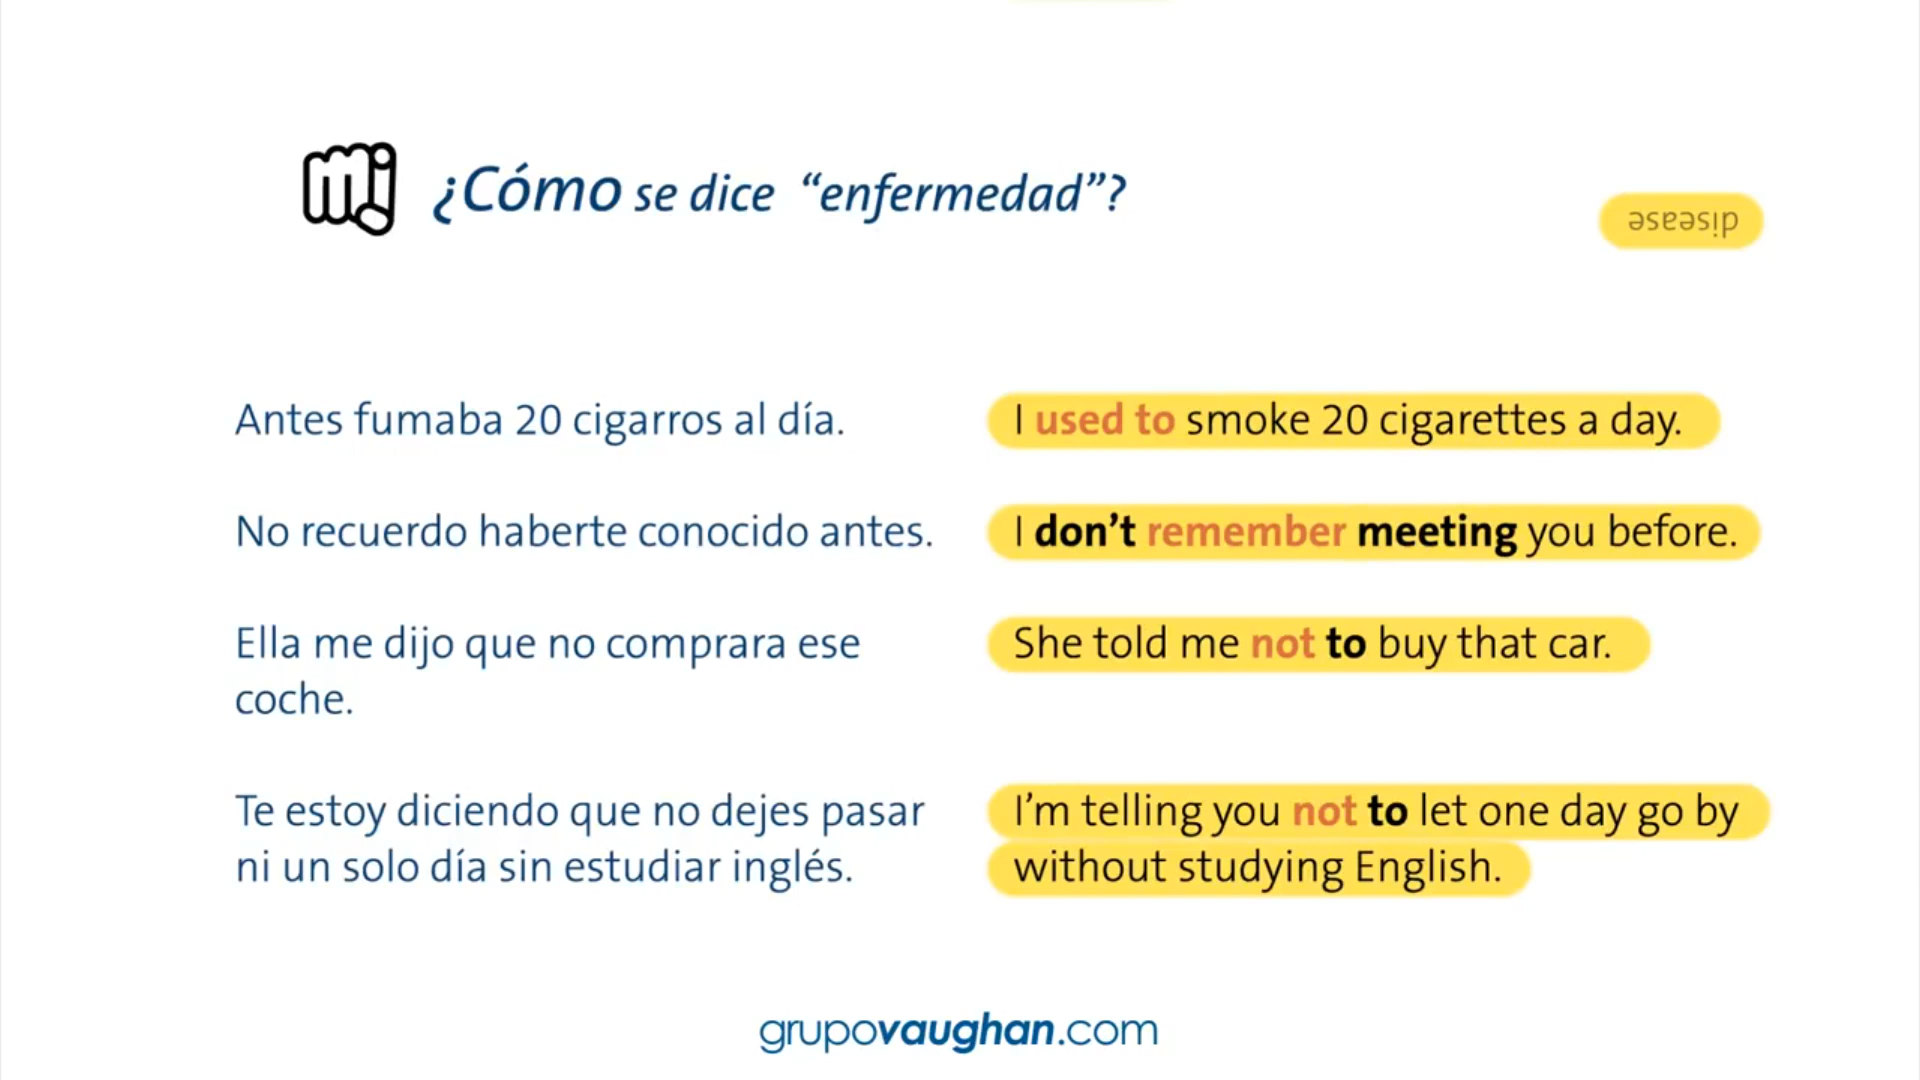 ¿Cómo se dice “enfermedad”?
disease
Antes fumaba 20 cigarros al día.
I used to smoke 20 cigarettes a day.
No recuerdo haberte conocido antes.
I don’t remember meeting you before.
Ella me dijo que no comprara ese
coche.
She told me not to buy that car.
Te estoy diciendo que no dejes pasar
ni un solo día sin estudiar inglés.
I’m telling you not to let one day go by
without studying English.
grupovaughan.com